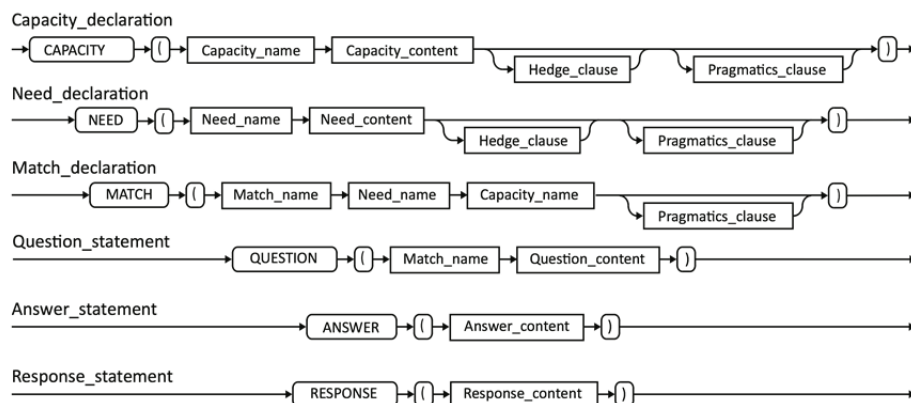 Capacity_declaration
CAPACITY ( Capacity_name Capacity_content )
Hedge_clause Pragmatics_clause
Need_declaration
NEED ( Need_name Need_content )
Hedge_clause Pragmatics_clause
Match_declaration
MATCH ( Match_name Need_name Capacity_name )
Pragmatics_clause
Question_statement
QUESTION ( Match_name Question_content )
Answer_statement
ANSWER ( Answer_content )
Response_statement
RESPONSE ( Response_content )